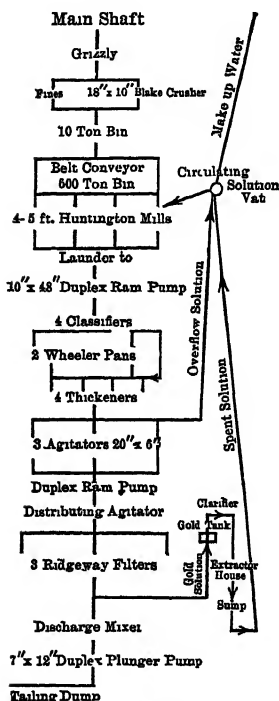 Main Shaft
Grizzly
Fines 18" x 10" Blake Crusher
10 Ton Bin
Belt Conveyor
600 Ton Bin
4-5 ft. Huntington Mills
Launder to
10" x 48" Duplex Ram Pump
4 Classifiers
2 Wheeler Pans
4 Thickeners
3 Agitators 20" x 6"
Duplex Ram Pump
Distributing Agitator
3 Ridgeway Filters
Discharge Mixer
7" x 12" Duplex Plunger Pump
Tailing Dump
Make up Water
Circulating
Solution
Vat
Overflow Solution
Spent Solution
Clarifier
Gold Tank
Gold
Solution
Extractor
House
Sump